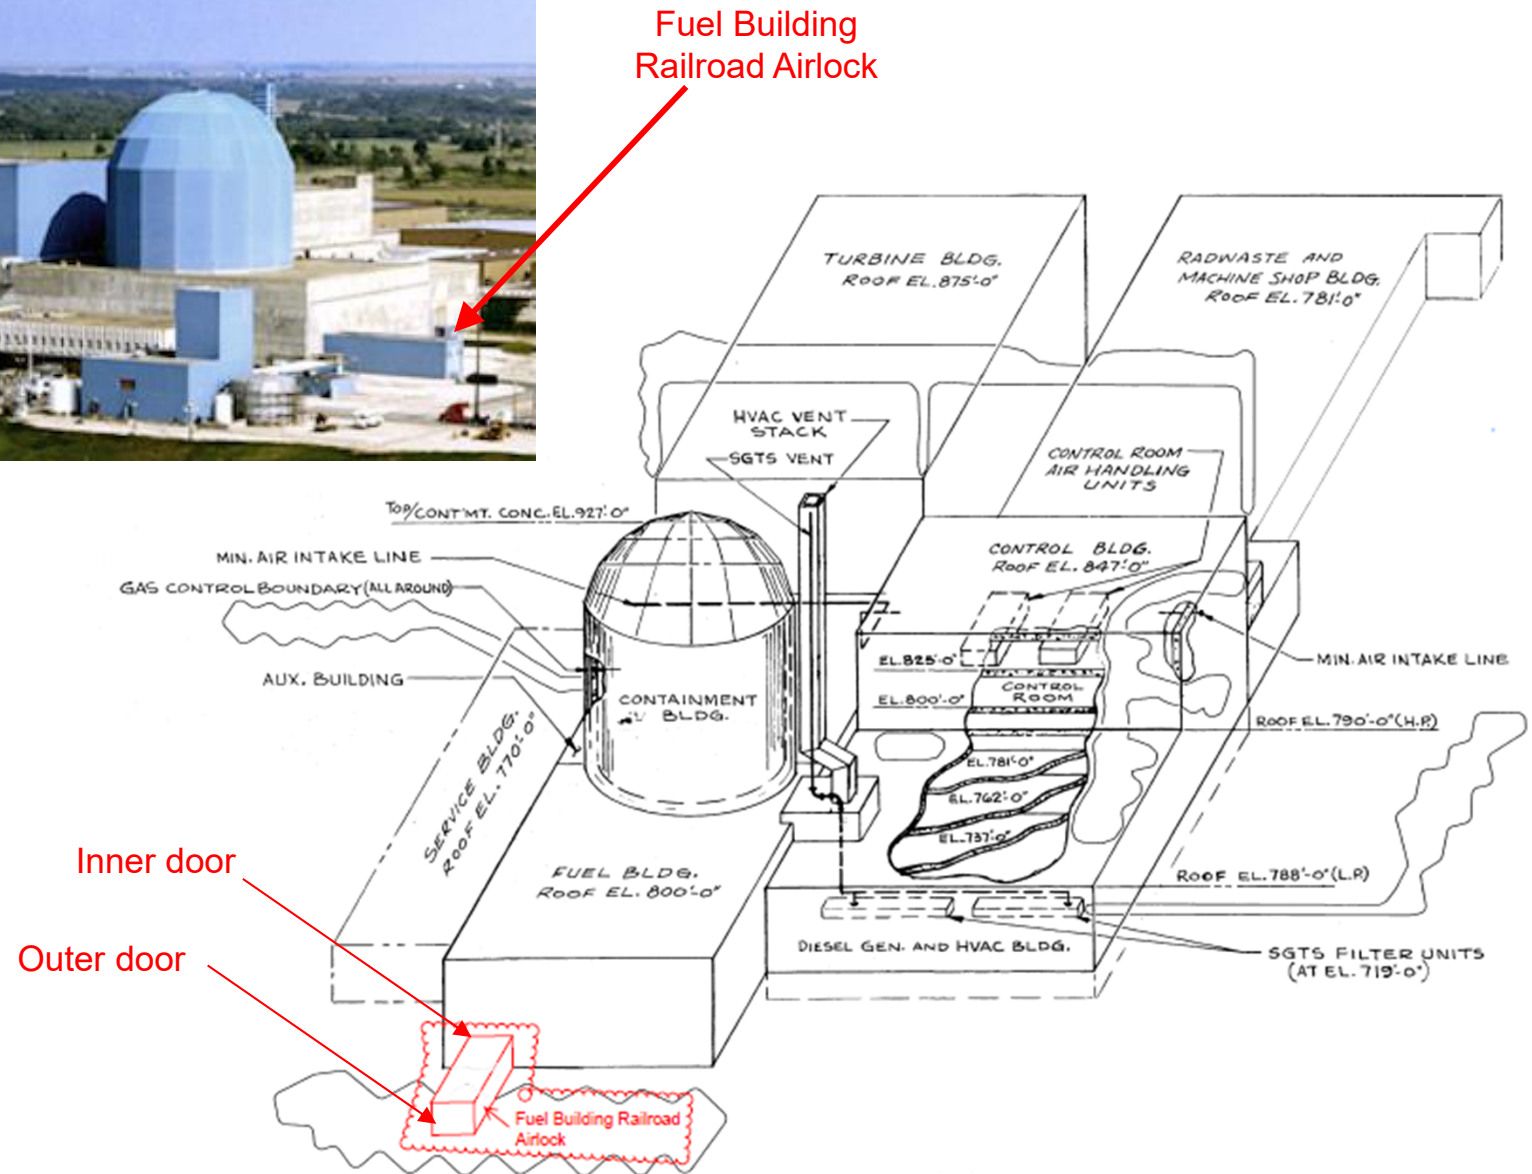 Fuel Building
Railroad Airlock
TURBINE BLDG.
ROOF EL. 875'-0"
RADWASTE AND
MACHINE SHOP BLDG.
ROOF EL. 781'-0"
HVAC VENT
STACK
SGTS VENT
CONTROL ROOM
AIR HANDLING
UNITS
TOP/CONT'MT. CONC. EL. 927'-0"
MIN. AIR INTAKE LINE
GAS CONTROL BOUNDARY (ALL AROUND)
AUX. BUILDING
CONTROL BLDG.
ROOF EL. 847'-0"
EL. 825'-0"
EL. 800'-0"
CONTROL
ROOM
MIN. AIR INTAKE LINE
CONTAINMENT
BLDG.
ROOF EL. 790'-0" (H.P.)
EL. 781'-0"
EL. 762'-0"
EL. 737'-0"
SERVICE BLDG.
ROOF EL. 770'-0"
Inner door
FUEL BLDG.
ROOF EL. 800'-0"
ROOF EL. 788'-0" (L.P.)
Outer door
DIESEL GEN. AND HVAC BLDG.
SGTS FILTER UNITS
(AT EL. 719'-0")
Fuel Building Railroad
Airlock